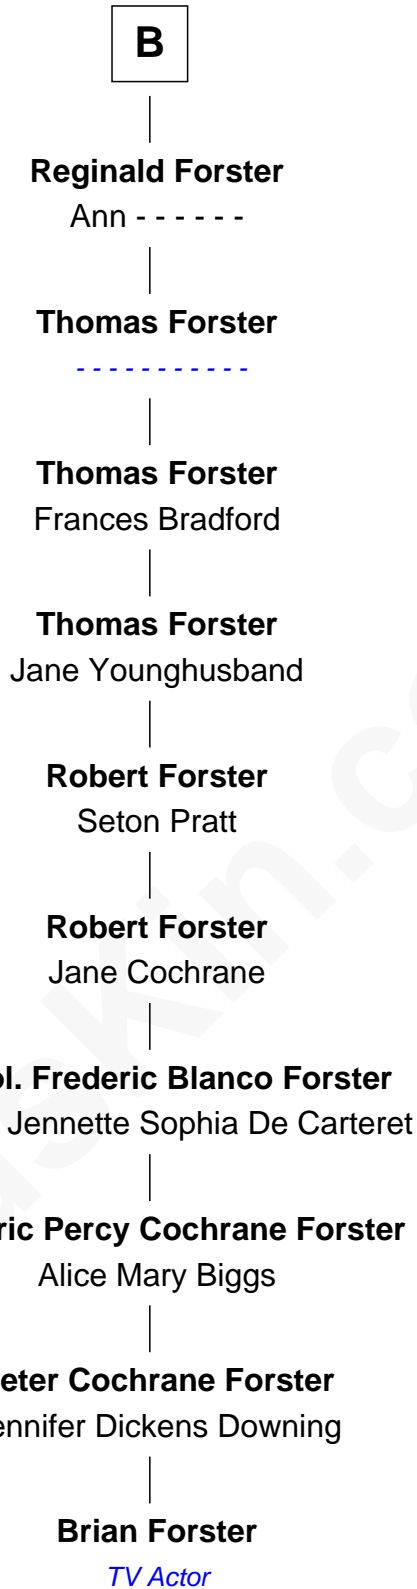 B
Reginald Forster
Ann - - - - - -
Thomas Forster
- - - - - - - - - - -
Thomas Forster
Frances Bradford
Thomas Forster
Jane Younghusband
Robert Forster
Seton Pratt
Robert Forster
Jane Cochrane
ol. Frederic Blanco Forster
Jennette Sophia De Carteret
ric Percy Cochrane Forster
Alice Mary Biggs
eter Cochrane Forster
ennifer Dickens Downing
Brian Forster
TV Actor